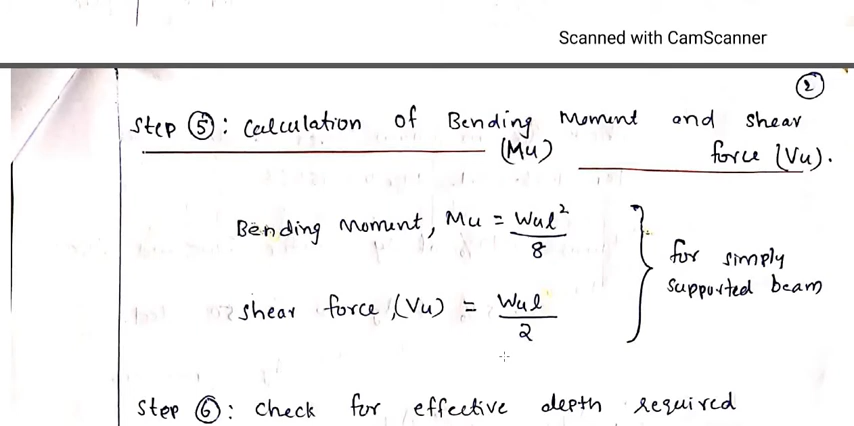 Scanned with CamScanner
2
Step 5: Calculation of Bending Moment and shear
(Mu) force (Vu).
Bending Moment, Mu = Wul²/8
for simply
supported beam
shear force, (Vu) = Wul/2
Step 6: Check for effective depth required